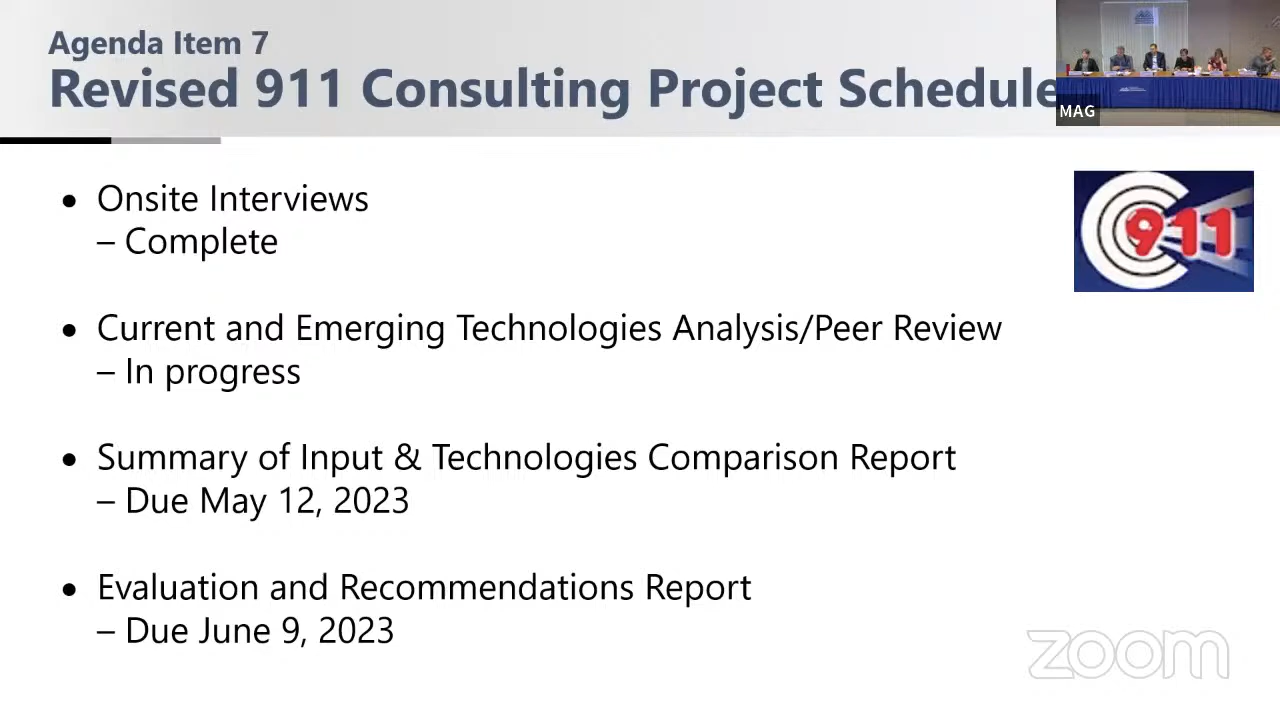 Agenda Item 7
Revised 911 Consulting Project Schedule
MAG
911
• Onsite Interviews
– Complete
• Current and Emerging Technologies Analysis/Peer Review
– In progress
• Summary of Input & Technologies Comparison Report
– Due May 12, 2023
• Evaluation and Recommendations Report
– Due June 9, 2023
zoom